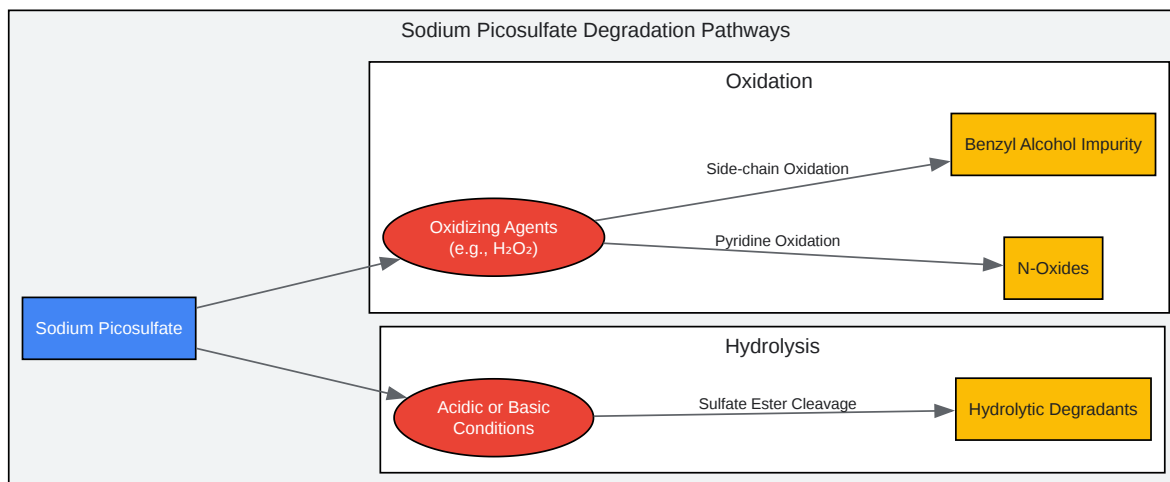 Sodium Picosulfate Degradation Pathways
Oxidation
Benzyl Alcohol Impurity
Side-chain Oxidation
Oxidizing Agents
(e.g., H₂O₂)
Pyridine Oxidation
N-Oxides
Sodium Picosulfate
Hydrolysis
Acidic or Basic
Conditions
Sulfate Ester Cleavage
Hydrolytic Degradants